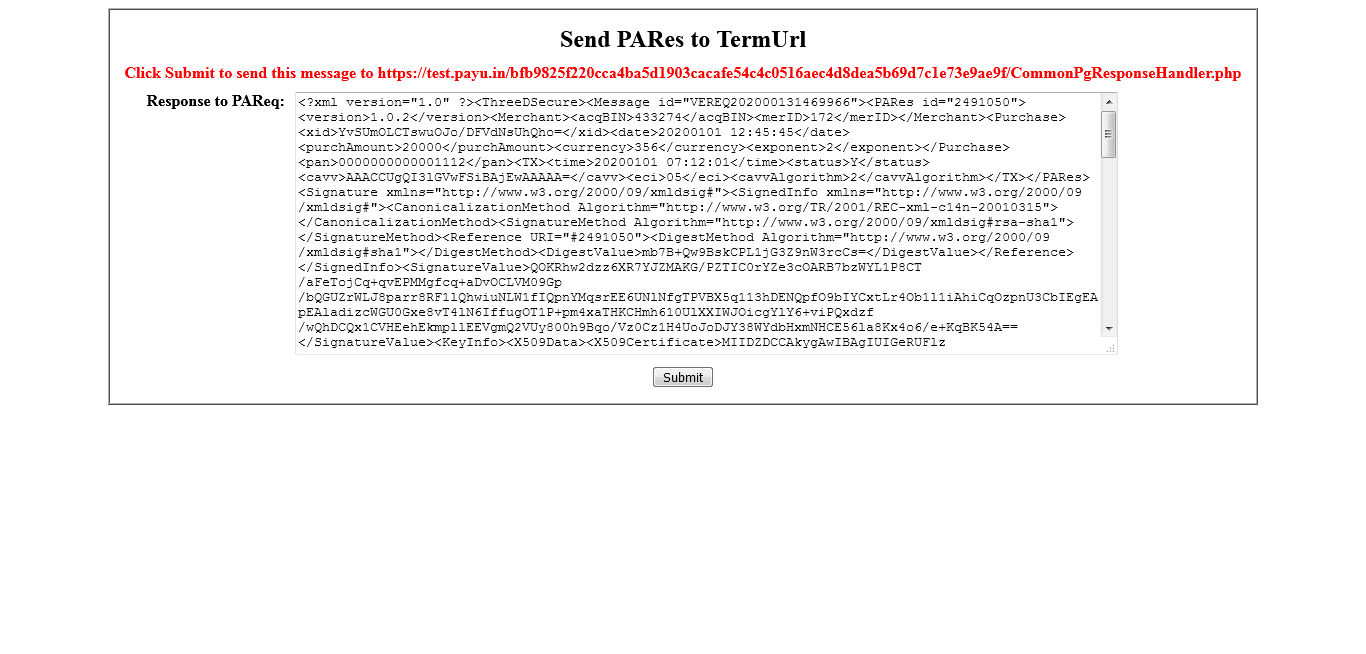 Send PARes to TermUrl
Click Submit to send this message to https://test.payu.in/bfb9825f220cca4ba5d1903cacafe54c4c0516aec4d8dea5b69d7c1e73e9ae9f/CommonPgResponseHandler.php
Response to PAReq:
<?xml version="1.0" ?><ThreeDSecure><Message id="VEREQ202000131469966"><PARes id="2491050">
<version>1.0.2</version><Merchant><acqBIN>433274</acqBIN><merID>172</merID></Merchant><Purchase>
<xid>YvSUmOLCTswuOJo/DFVdNsUhQho=</xid><date>20200101 12:45:45</date>
<purchAmount>20000</purchAmount><currency>356</currency><exponent>2</exponent></Purchase>
<pan>0000000000001112</pan><TX><time>20200101 07:12:01</time><status>Y</status>
<cavv>AAACCUgQI3lGVwFSiBAjEwAAAAA=</cavv><eci>05</eci><cavvAlgorithm>2</cavvAlgorithm></TX></PARes>
<Signature xmlns="http://www.w3.org/2000/09/xmldsig#"><SignedInfo xmlns="http://www.w3.org/2000/09
/xmldsig#"><CanonicalizationMethod Algorithm="http://www.w3.org/TR/2001/REC-xml-c14n-20010315">
</CanonicalizationMethod><SignatureMethod Algorithm="http://www.w3.org/2000/09/xmldsig#rsa-sha1">
</SignatureMethod><Reference URI="#2491050"><DigestMethod Algorithm="http://www.w3.org/2000/09
/xmldsig#sha1"></DigestMethod><DigestValue>mb7B+Qw9BskCPL1jG3Z9nW3rcCs=</DigestValue></Reference>
</SignedInfo><SignatureValue>QOKRhw2dzz6XR7YJZMAKG/PZTIC0rYZe3cOARB7bzWYL1P8CT
/aFeTojCq+qvEPMMgfcq+aDvOCLVM09Gp
/bQGUZrWLJ8parr8RF1lQhwiuNLW1fIQpnYMqsrEE6UNlNfgTPVBX5q113hDENQpfO9bIYCxtLr4Ob1l1iAhiCqOzpnU3CbIEgEA
pEAladizcWGU0Gxe8vT4lN6IffugOT1P+pm4xaTHKCHmh610UlXXIWJOicgYlY6+viPQxdzf
/wQhDCQx1CVHEehEkmpllEEVgmQ2VUy800h9Bqo/Vz0Cz1H4UoJoDJY38WYdbHxmNHCE56la8Kx4o6/e+KqBK54A==
</SignatureValue><KeyInfo><X509Data><X509Certificate>MIIDZDCCAkygAwIBAgIUIGeRUFlz
Submit